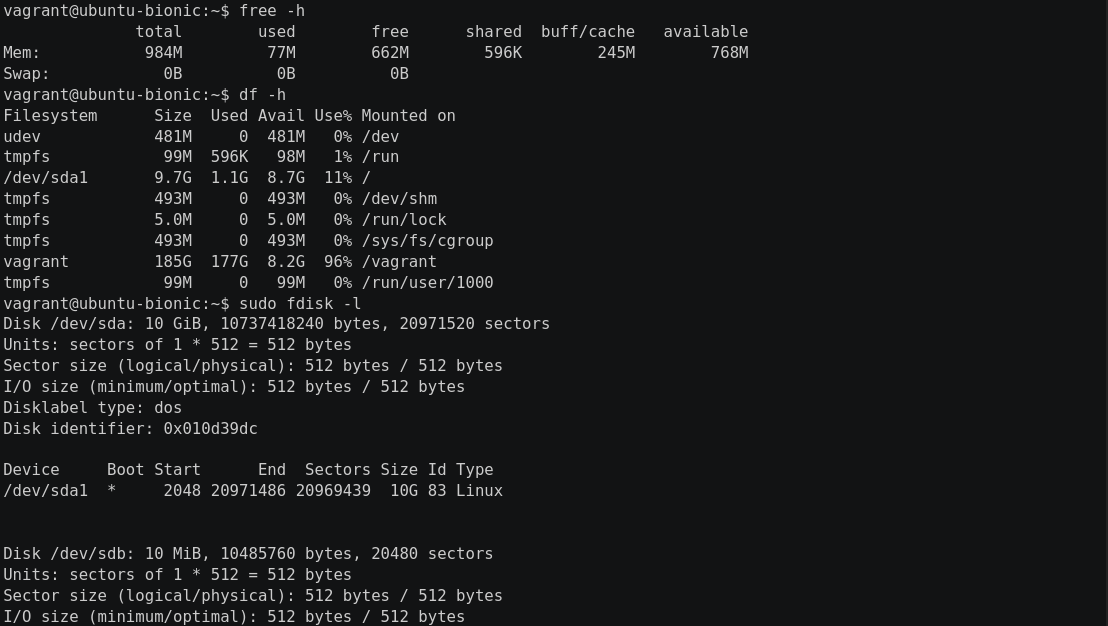 vagrant@ubuntu-bionic:~$ free -h
              total        used        free      shared  buff/cache   available
Mem:           984M         77M        662M        596K        245M        768M
Swap:            0B          0B          0B
vagrant@ubuntu-bionic:~$ df -h
Filesystem      Size  Used Avail Use% Mounted on
udev            481M     0  481M   0% /dev
tmpfs            99M  596K   98M   1% /run
/dev/sda1       9.7G  1.1G  8.7G  11% /
tmpfs           493M     0  493M   0% /dev/shm
tmpfs           5.0M     0  5.0M   0% /run/lock
tmpfs           493M     0  493M   0% /sys/fs/cgroup
vagrant         185G  177G  8.2G  96% /vagrant
tmpfs            99M     0   99M   0% /run/user/1000
vagrant@ubuntu-bionic:~$ sudo fdisk -l
Disk /dev/sda: 10 GiB, 10737418240 bytes, 20971520 sectors
Units: sectors of 1 * 512 = 512 bytes
Sector size (logical/physical): 512 bytes / 512 bytes
I/O size (minimum/optimal): 512 bytes / 512 bytes
Disklabel type: dos
Disk identifier: 0x010d39dc

Device     Boot Start      End  Sectors Size Id Type
/dev/sda1  *     2048 20971486 20969439  10G 83 Linux


Disk /dev/sdb: 10 MiB, 10485760 bytes, 20480 sectors
Units: sectors of 1 * 512 = 512 bytes
Sector size (logical/physical): 512 bytes / 512 bytes
I/O size (minimum/optimal): 512 bytes / 512 bytes